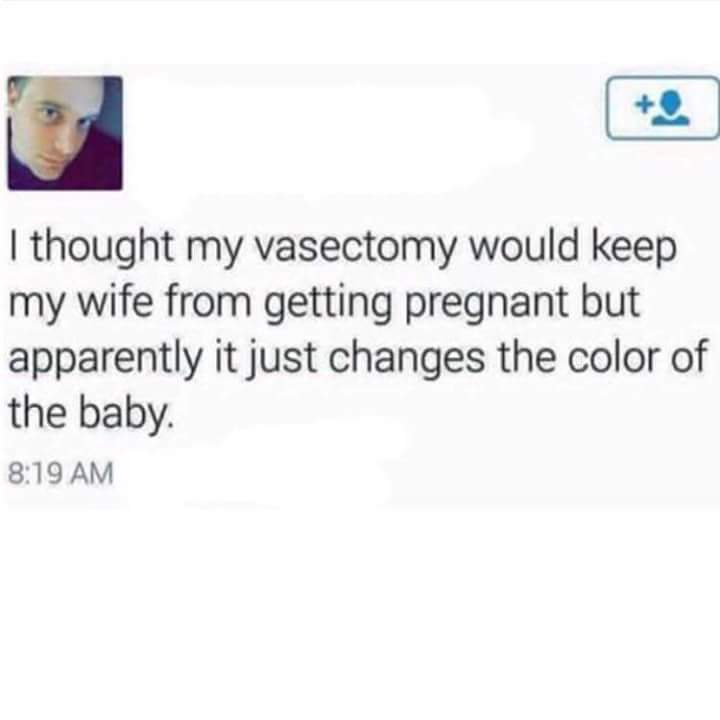 I thought my vasectomy would keep
my wife from getting pregnant but
apparently it just changes the color of
the baby.
8:19 AM